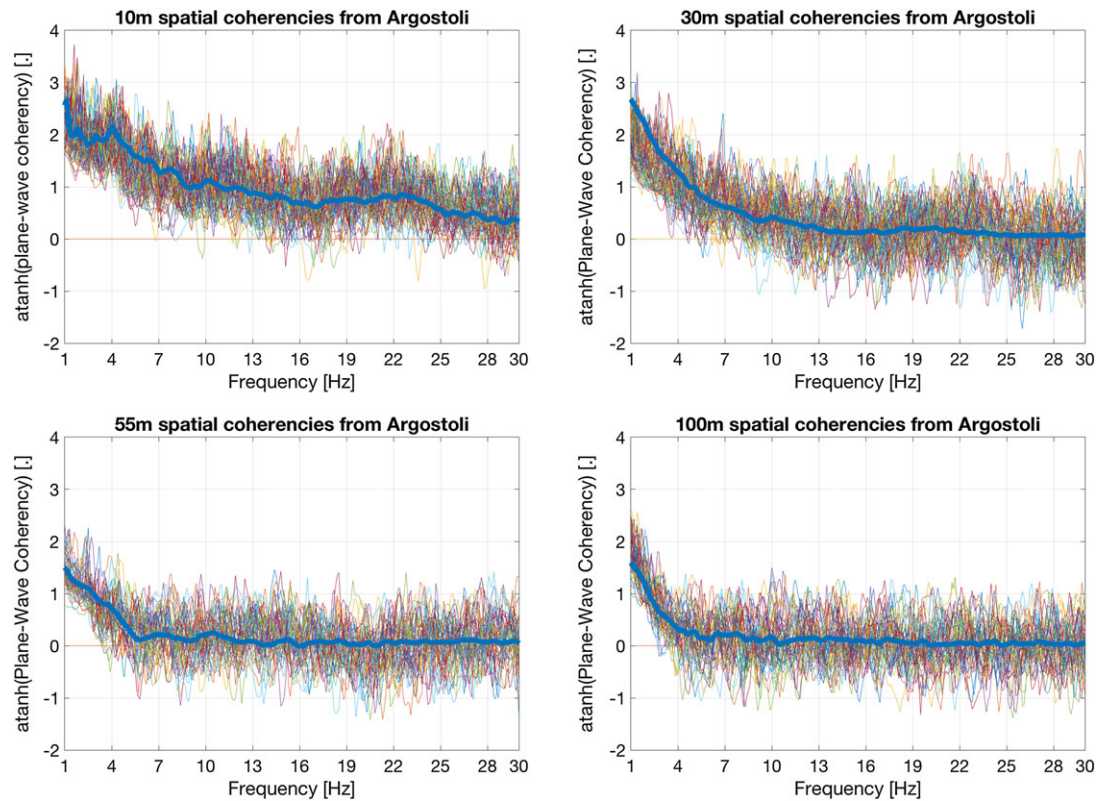 10m spatial coherencies from Argostoli
atanh(plane-wave coherency) [.]
4
3
2
1
0
-1
-2
1 4 7 10 13 16 19 22 25 28 30
Frequency [Hz]
30m spatial coherencies from Argostoli
atanh(Plane-Wave Coherency) [.]
4
3
2
1
0
-1
-2
1 4 7 10 13 16 19 22 25 28 30
Frequency [Hz]
55m spatial coherencies from Argostoli
atanh(Plane-Wave Coherency) [.]
4
3
2
1
0
-1
-2
1 4 7 10 13 16 19 22 25 28 30
Frequency [Hz]
100m spatial coherencies from Argostoli
atanh(Plane-Wave Coherency) [.]
4
3
2
1
0
-1
-2
1 4 7 10 13 16 19 22 25 28 30
Frequency [Hz]